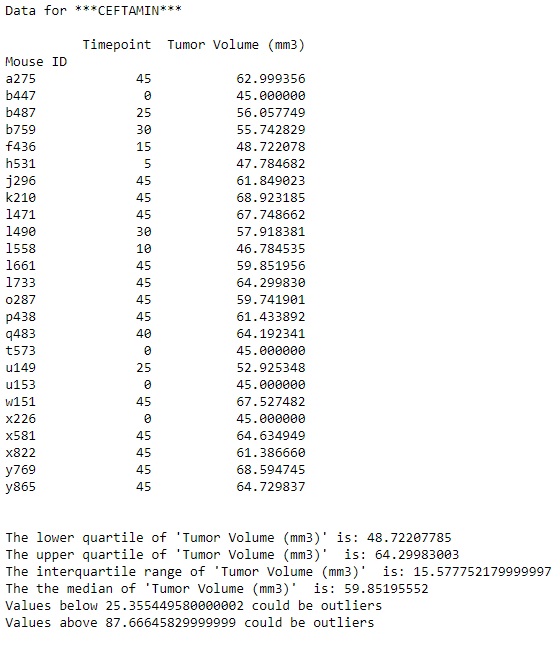 Data for ***CEFTAMIN***
Timepoint Tumor Volume (mm3)
Mouse ID
a275 45 62.999356
b447 0 45.000000
b487 25 56.057749
b759 30 55.742829
f436 15 48.722078
h531 5 47.784682
j296 45 61.849023
k210 45 68.923185
l471 45 67.748662
l490 30 57.918381
l558 10 46.784535
l661 45 59.851956
l733 45 64.299830
o287 45 59.741901
p438 45 61.433892
q483 40 64.192341
t573 0 45.000000
u149 25 52.925348
u153 0 45.000000
w151 45 67.527482
x226 0 45.000000
x581 45 64.634949
x822 45 61.386660
y769 45 68.594745
y865 45 64.729837
The lower quartile of 'Tumor Volume (mm3)' is: 48.72207785
The upper quartile of 'Tumor Volume (mm3)'  is: 64.29983003
The interquartile range of 'Tumor Volume (mm3)'  is: 15.577752179999997
The the median of 'Tumor Volume (mm3)'  is: 59.85195552
Values below 25.355449580000002 could be outliers
Values above 87.66645829999999 could be outliers